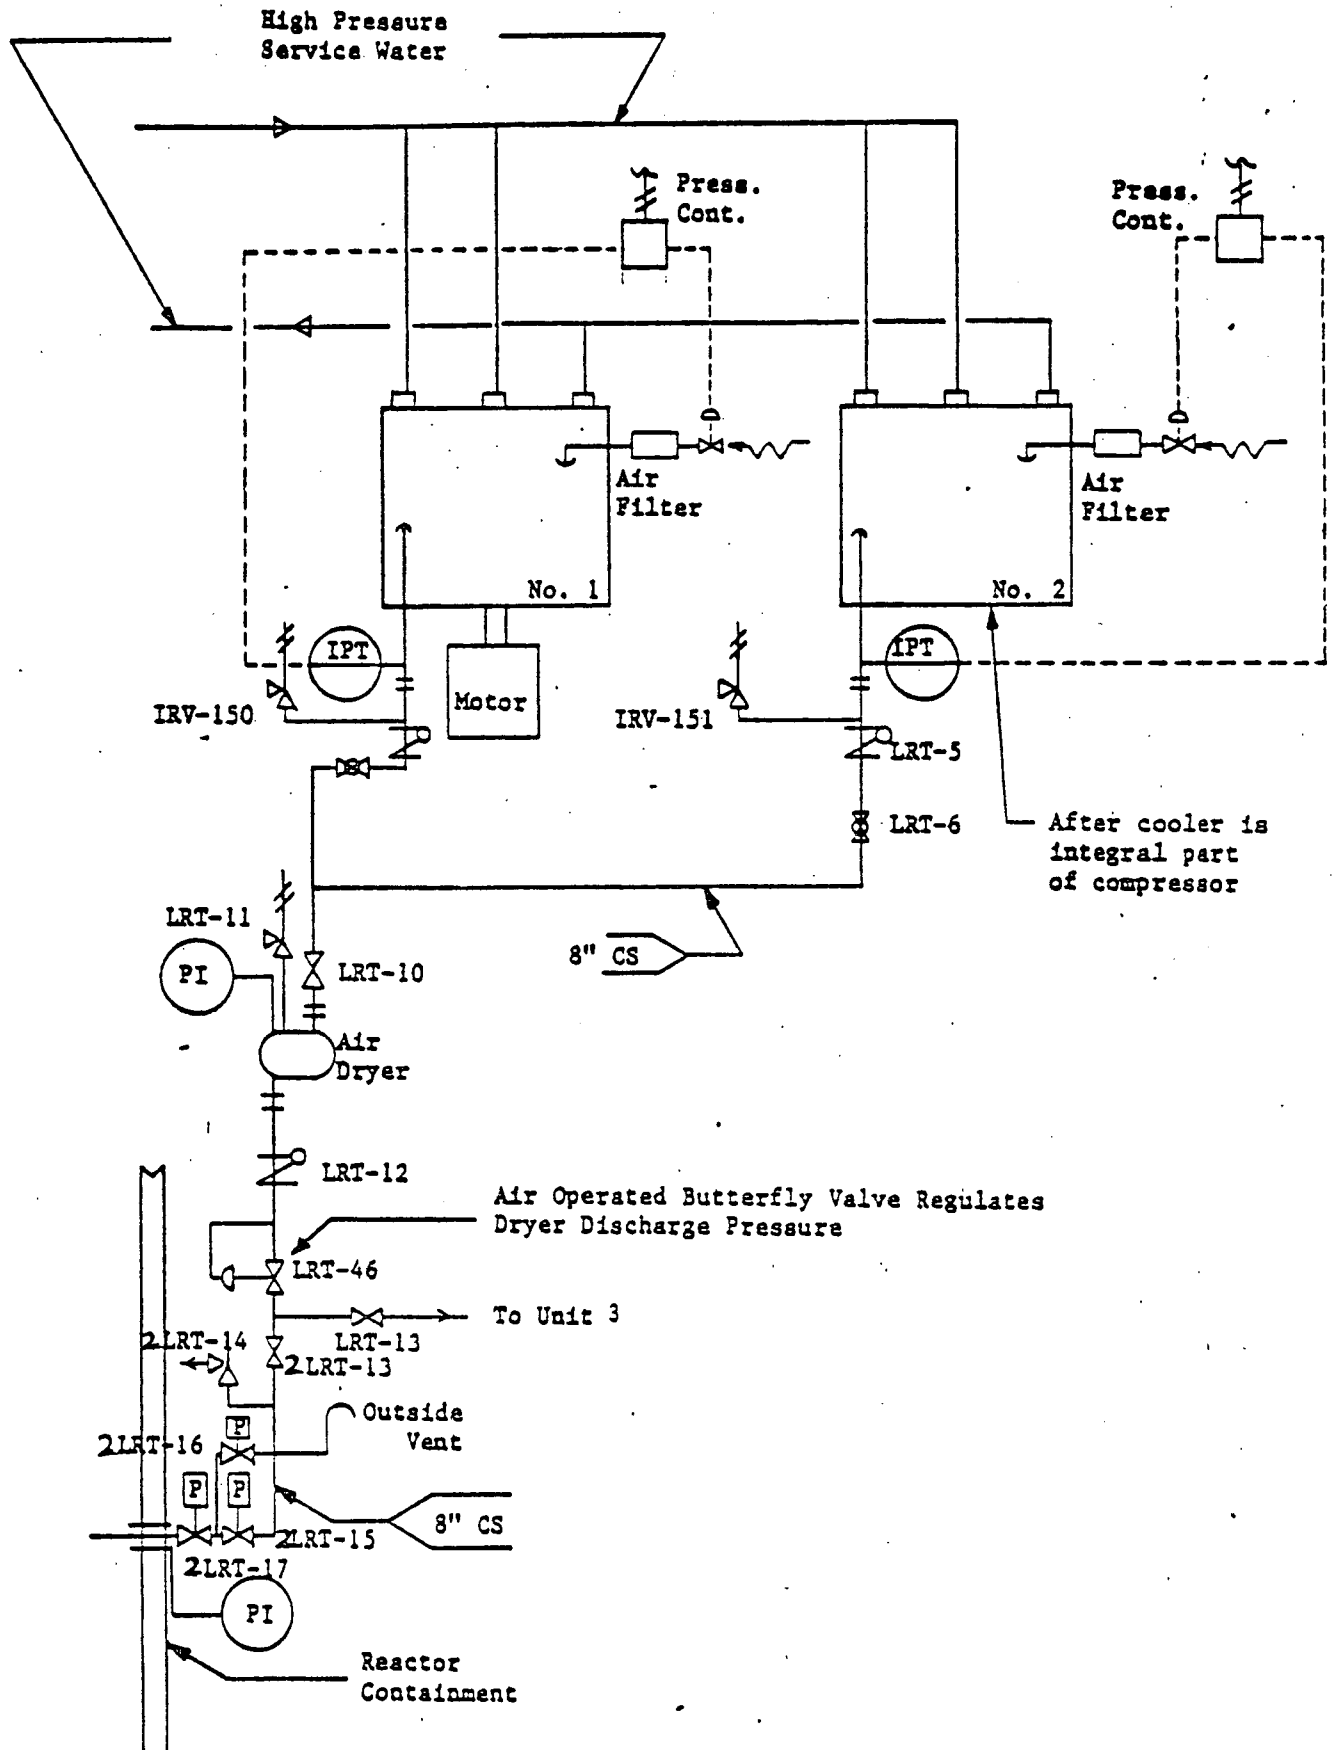 High Pressure
Service Water
Press.
Cont.
Press.
Cont.
Air
Filter
Air
Filter
No. 1
No. 2
IPT
IPT
Motor
IRV-150
IRV-151
LRT-5
LRT-6
After cooler is
integral part
of compressor
LRT-11
8" CS
PI
LRT-10
Air
Dryer
LRT-12
Air Operated Butterfly Valve Regulates
Dryer Discharge Pressure
LRT-46
To Unit 3
2LRT-14
LRT-13
2LRT-13
Outside
Vent
P
2LRT-16
P
P
8" CS
2LRT-15
2LRT-17
PI
Reactor
Containment